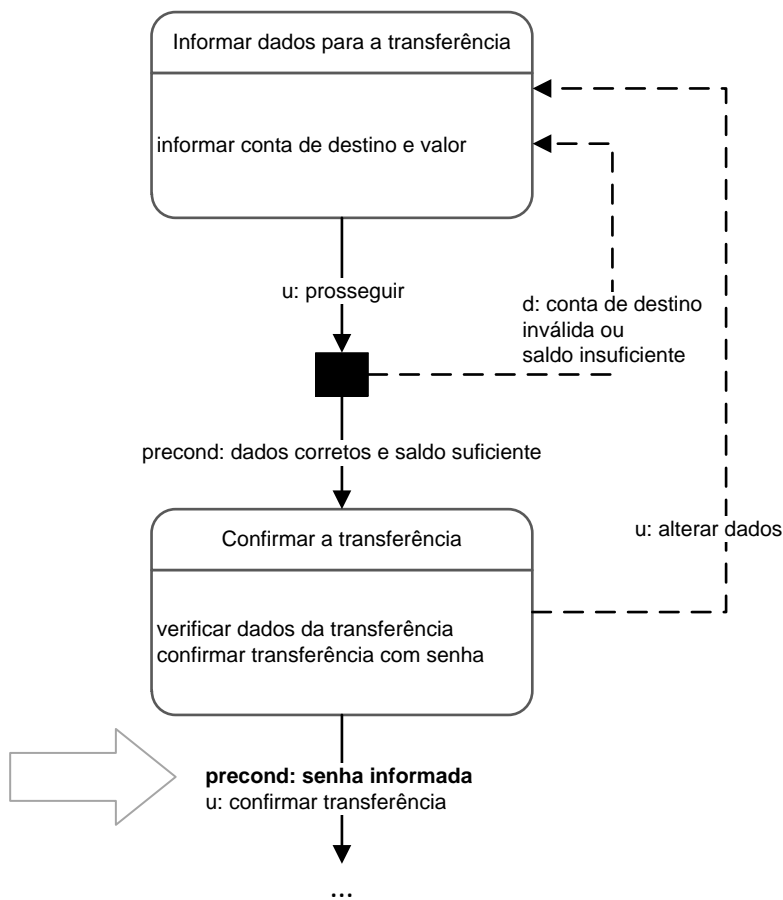 Informar dados para a transferência
informar conta de destino e valor
u: prosseguir
d: conta de destino
inválida ou
saldo insuficiente
precond: dados corretos e saldo suficiente
Confirmar a transferência
u: alterar dados
verificar dados da transferência
confirmar transferência com senha
precond: senha informada
u: confirmar transferência
...